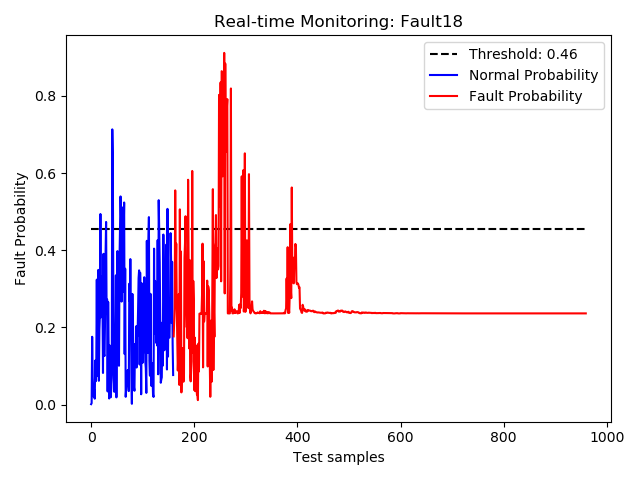 Real-time Monitoring: Fault18
Threshold: 0.46
Normal Probability
Fault Probability
0.8
0.6
0.4
0.2
0.0
Fault Probability
0
200
400
600
800
1000
Test samples